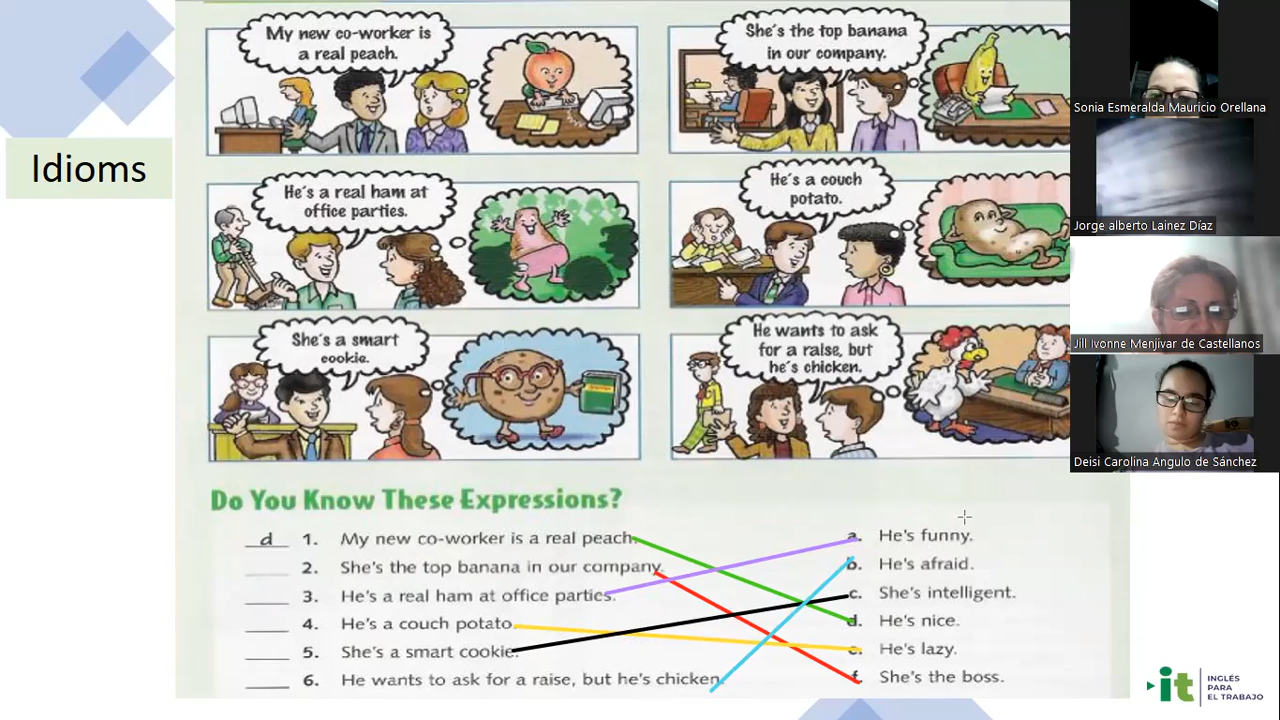 Idioms
My new co-worker is
a real peach.
She's the top banana
in our company.
He's a real ham at
office parties.
He's a couch
potato.
She's a smart
cookie.
He wants to ask
for a raise, but
he's chicken.
Do You Know These Expressions?
d 1. My new co-worker is a real peach.
2. She's the top banana in our company.
3. He's a real ham at office parties.
4. He's a couch potato.
5. She's a smart cookie.
6. He wants to ask for a raise, but he's chicken.
a. He's funny.
b. He's afraid.
c. She's intelligent.
d. He's nice.
e. He's lazy.
f. She's the boss.
Sonia Esmeralda Mauricio Orellana
Jorge alberto Lainez Díaz
Jill Ivonne Menjivar de Castellanos
Deisi Carolina Angulo de Sánchez
it INGLÉS
PARA
EL TRABAJO